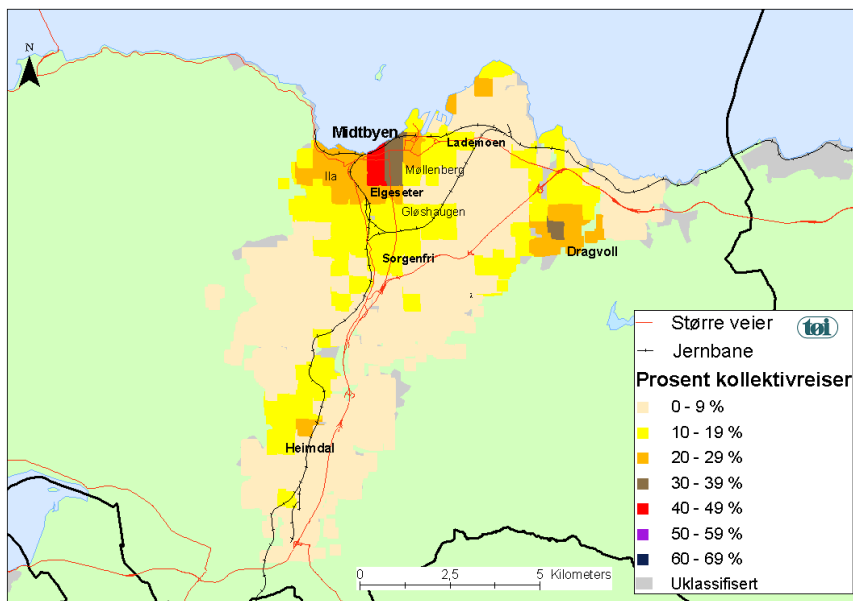 N
Midtbyen
Lademoen
Ila
Møllenberg
Elgeseter
Gløshaugen
Sorgenfri
Dragvoll
Heimdal
Større veier
tøi
Jernbane
Prosent kollektivreiser
0 - 9 %
10 - 19 %
20 - 29 %
30 - 39 %
40 - 49 %
50 - 59 %
60 - 69 %
Uklassifisert
0 2,5 5 Kilometers